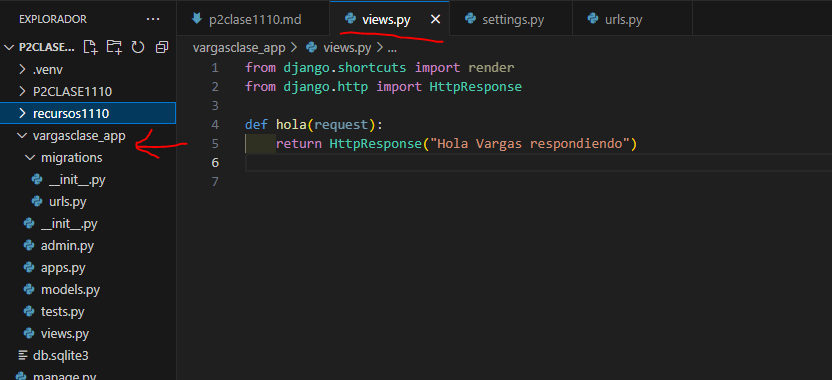 EXPLORADOR ...
P2CLASE...
.venv
P2CLASE1110
recursos1110
vargasclase_app
migrations
__init__.py
urls.py
__init__.py
admin.py
apps.py
models.py
tests.py
views.py
db.sqlite3
manage.py
p2clase1110.md views.py settings.py urls.py
vargasclase_app > views.py > ...
1 from django.shortcuts import render
2 from django.http import HttpResponse
3
4 def hola(request):
5 return HttpResponse("Hola Vargas respondiendo")
6
7